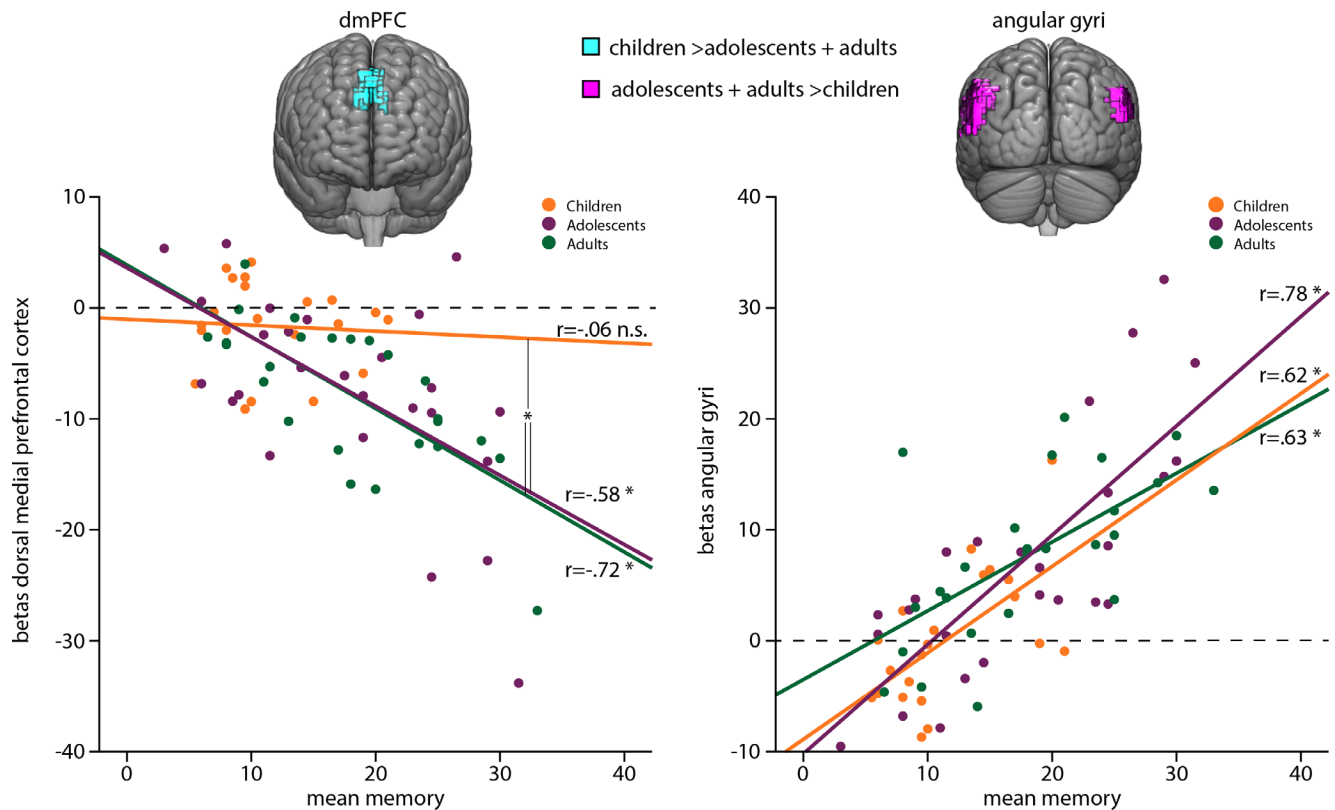 dmPFC
angular gyri
children >adolescents + adults
adolescents + adults >children
10
0
-10
-20
-30
-40
betas dorsal medial prefrontal cortex
Children
Adolescents
Adults
r=-.06 n.s.
*
r=-.58 *
r=-.72 *
0
10
20
30
40
mean memory
40
30
20
10
0
-10
betas angular gyri
Children
Adolescents
Adults
r=.78 *
r=.62 *
r=.63 *
0
10
20
30
40
mean memory